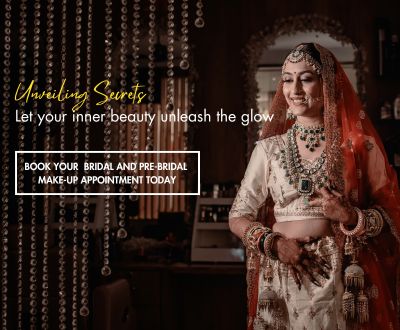 Unveiling Secrets
Let your inner beauty unleash the glow
BOOK YOUR BRIDAL AND PRE-BRIDAL
MAKE-UP APPOINTMENT TODAY